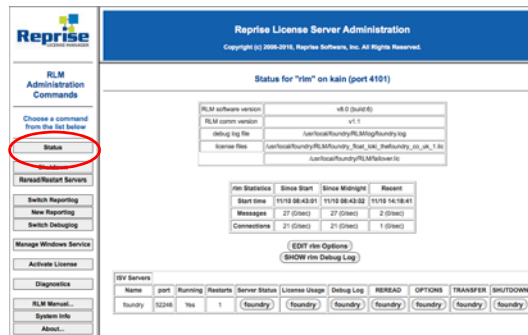 Reprise
LICENSE MANAGER
RLM
Administration
Commands
Choose a command
from the list below
Status
Reread/Restart Servers
Switch Reportlog
New Reportlog
Switch Debuglog
Manage Windows Service
Activate License
Diagnostics
RLM Manual...
System Info
About...
Reprise License Server Administration
Copyright (c) 2006-2010, Reprise Software, Inc. All Rights Reserved.
Status for "rlm" on kain (port 4101)
RLM software version v8.0 (build:6)
RLM comm version v1.1
debug log file /usr/local/foundry/RLM/log/foundry.log
license files /usr/local/foundry/RLM/foundry_float_loki_thefoundry_co_uk_1.lic
/usr/local/foundry/RLM/failover.lic
rlm Statistics Since Start Since Midnight Recent
Start time 11/10 08:43:01 11/10 08:43:02 11/10 14:18:41
Messages 27 (0/sec) 27 (0/sec) 2 (0/sec)
Connections 21 (0/sec) 21 (0/sec) 1 (0/sec)
EDIT rlm Options
SHOW rlm Debug Log
ISV Servers
Name port Running Restarts Server Status License Usage Debug Log REREAD OPTIONS TRANSFER SHUTDOWN
foundry 52246 Yes 1 foundry foundry foundry foundry foundry foundry foundry